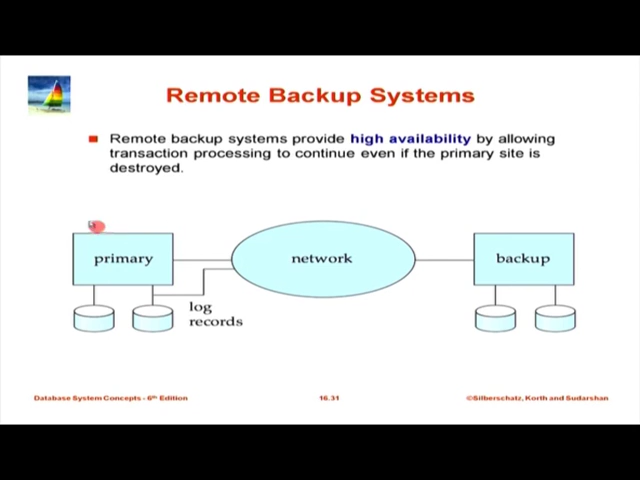 Remote Backup Systems
Remote backup systems provide high availability by allowing
transaction processing to continue even if the primary site is
destroyed.
primary
network
backup
log
records
Database System Concepts - 6th Edition
16.31
©Silberschatz, Korth and Sudarshan